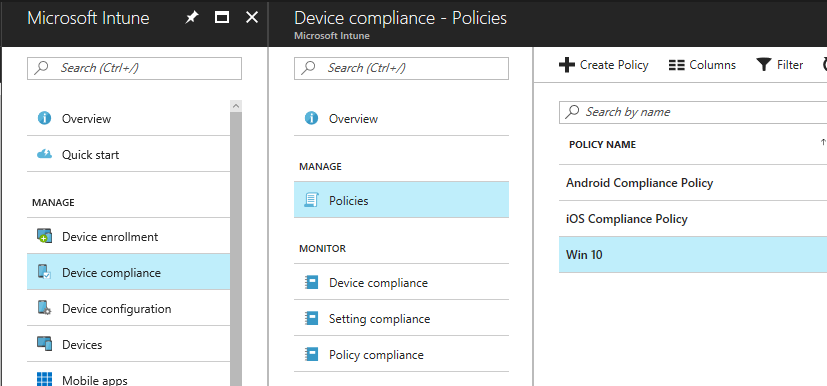 Microsoft Intune
Search (Ctrl+/)
Overview
Quick start
MANAGE
Device enrollment
Device compliance
Device configuration
Devices
Mobile apps
Device compliance - Policies
Microsoft Intune
Search (Ctrl+/)
Overview
MANAGE
Policies
MONITOR
Device compliance
Setting compliance
Policy compliance
Create Policy
Columns
Filter
Search by name
POLICY NAME
Android Compliance Policy
iOS Compliance Policy
Win 10